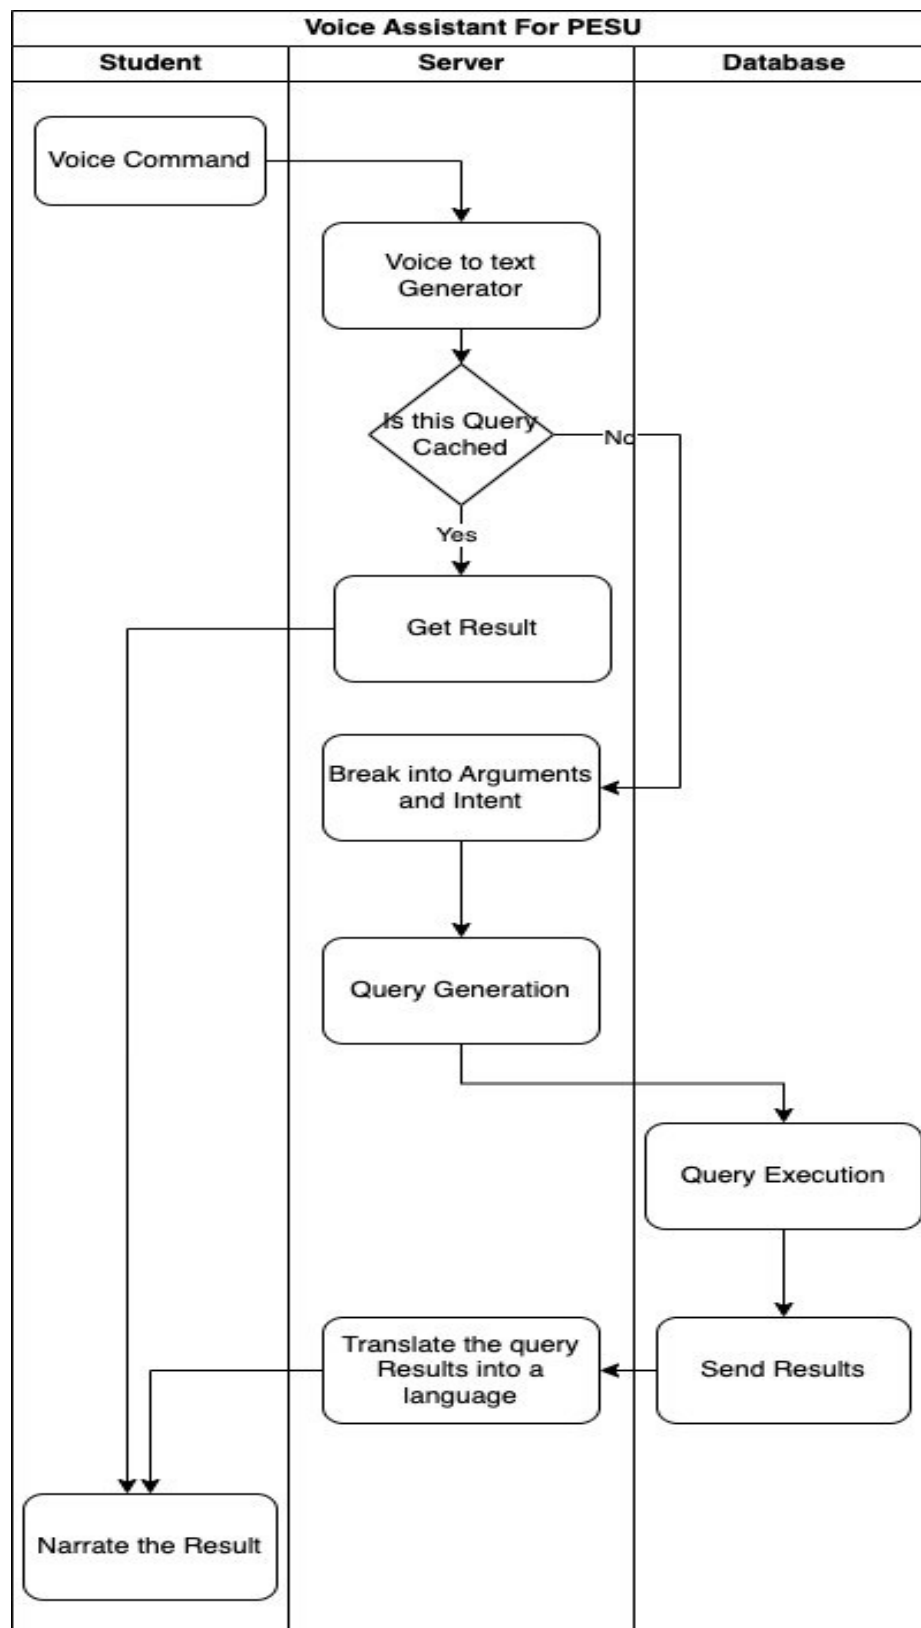 Voice Assistant For PESU
Student
Server
Database
Voice Command
Voice to text
Generator
Is this Query
Cached
No
Yes
Get Result
Break into Arguments
and Intent
Query Generation
Query Execution
Translate the query
Results into a
language
Send Results
Narrate the Result